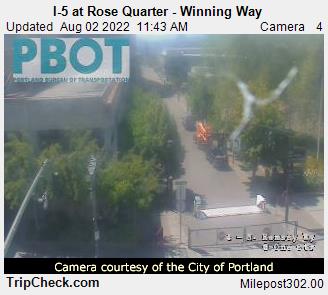 I-5 at Rose Quarter - Winning Way
Updated Aug 02 2022 11:43 AM Camera 4
PBOT
PORTLAND BUREAU OF TRANSPORTATION
Camera courtesy of the City of Portland
TripCheck.com Milepost302.00